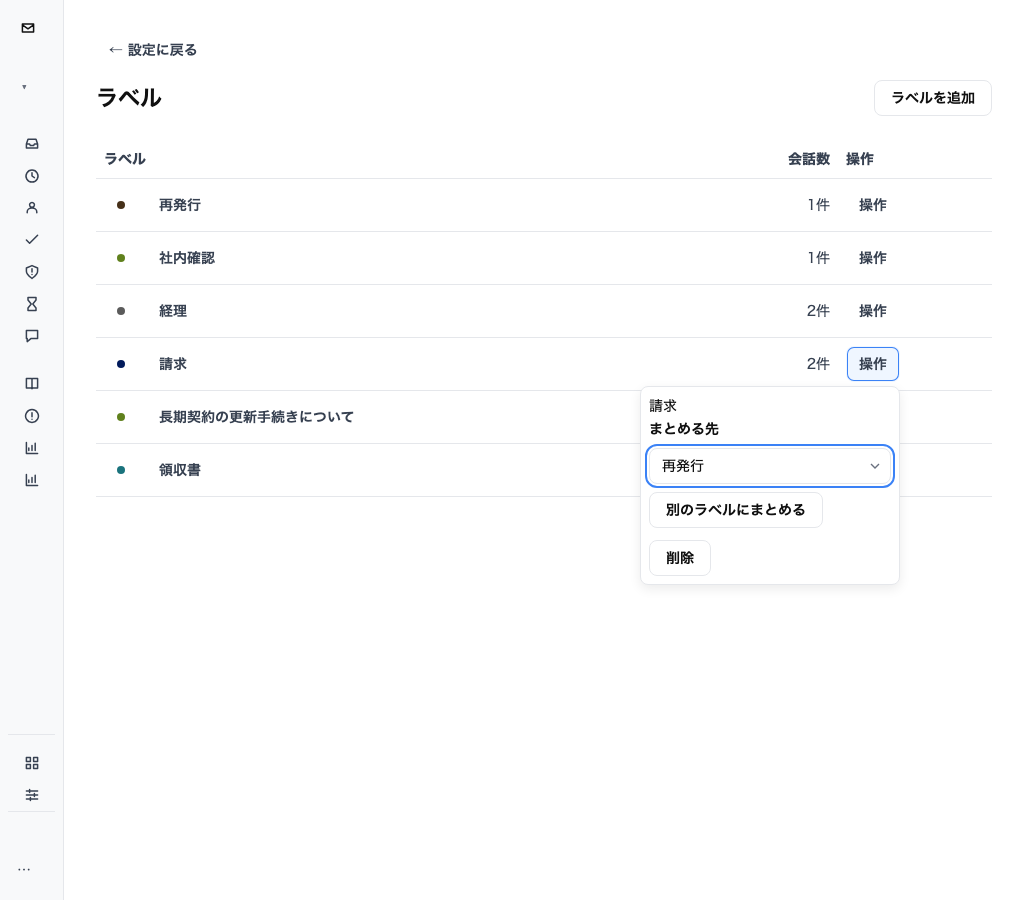 ← 設定に戻る
ラベル
ラベルを追加
ラベル 会話数 操作
再発行 1件 操作
社内確認 1件 操作
経理 2件 操作
請求 2件 操作
長期契約の更新手続きについて
領収書
請求
まとめる先
再発行
別のラベルにまとめる
削除